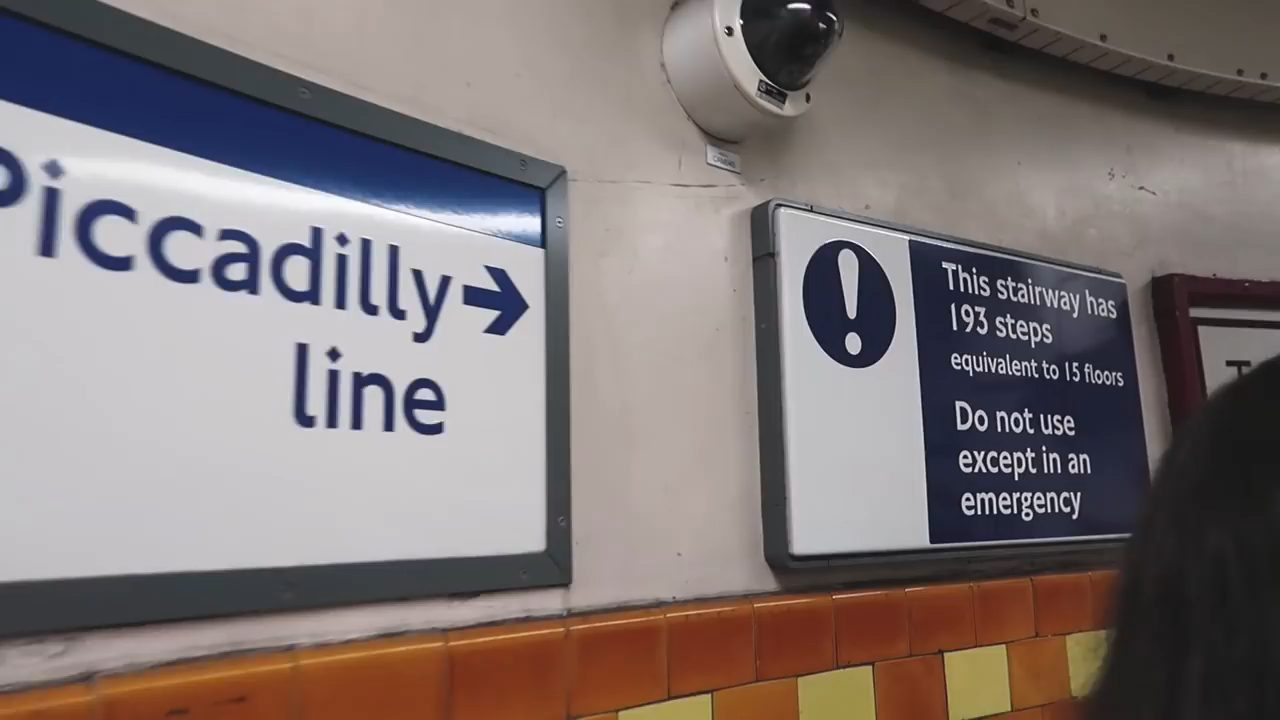 Piccadilly →
line
This stairway has
193 steps
equivalent to 15 floors
Do not use
except in an
emergency